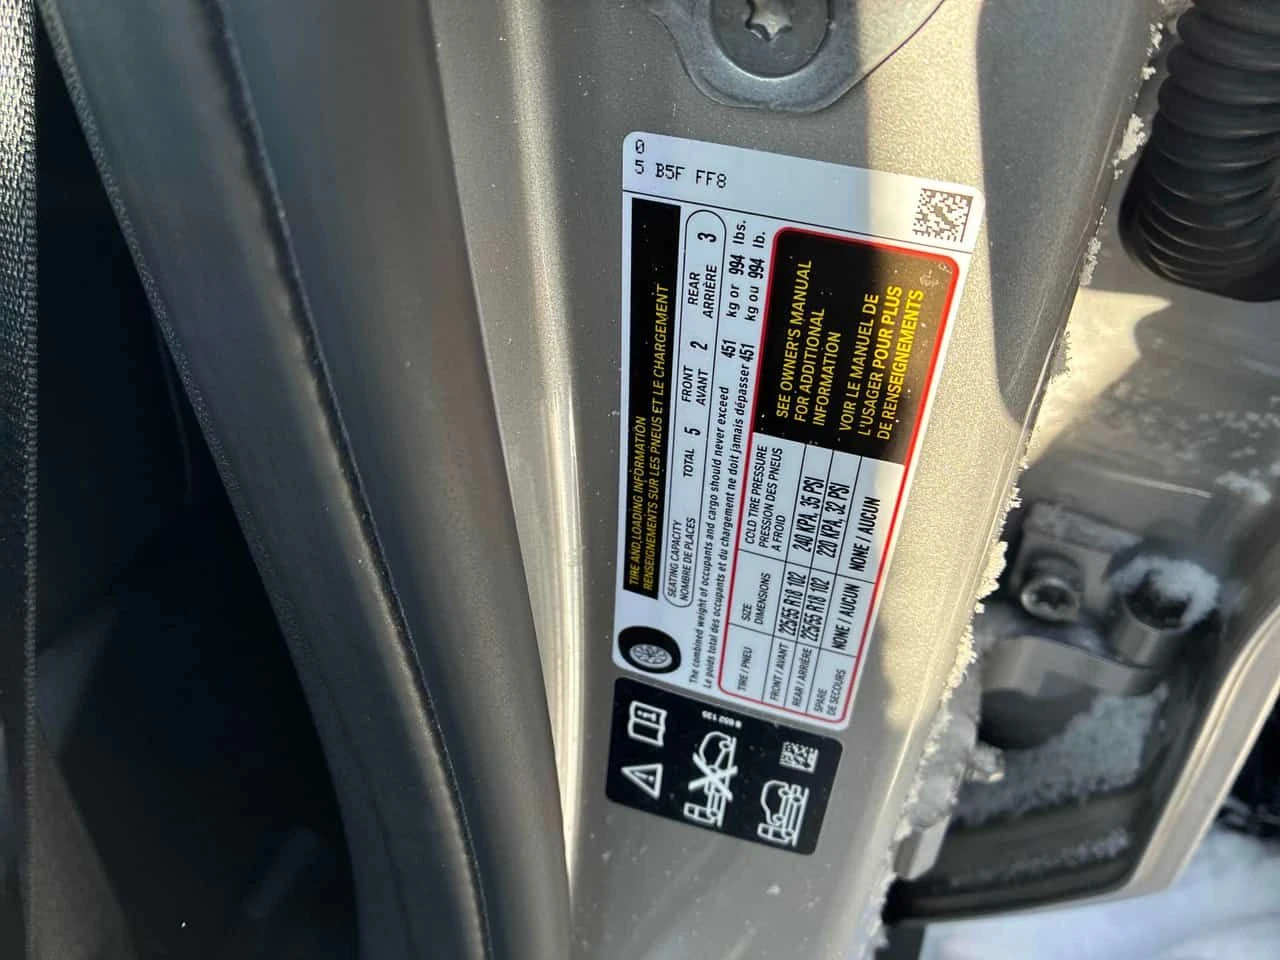 0
5 B5F FF8
TIRE AND LOADING INFORMATION
RENSEIGNEMENTS SUR LES PNEUS ET LE CHARGEMENT
SEATING CAPACITY
NOMBRE DE PLACES
TOTAL 5
FRONT
AVANT
2
REAR
ARRIÈRE
3
The combined weight of occupants and cargo should never exceed 451 kg or 994 lbs.
Le poids total des occupants et du chargement ne doit jamais dépasser 451 kg ou 994 lb.
TIRE / PNEU
SIZE
DIMENSIONS
COLD TIRE PRESSURE
PRESSION DES PNEUS
A FROID
FRONT / AVANT 225/55 R18 102 240 KPA, 35 PSI
REAR / ARRIÈRE 225/55 R18 102 220 KPA, 32 PSI
SPARE
DE SECOURS
NONE / AUCUN NONE / AUCUN
SEE OWNER'S MANUAL
FOR ADDITIONAL
INFORMATION
VOIR LE MANUEL DE
L'USAGER POUR PLUS
DE RENSEIGNEMENTS